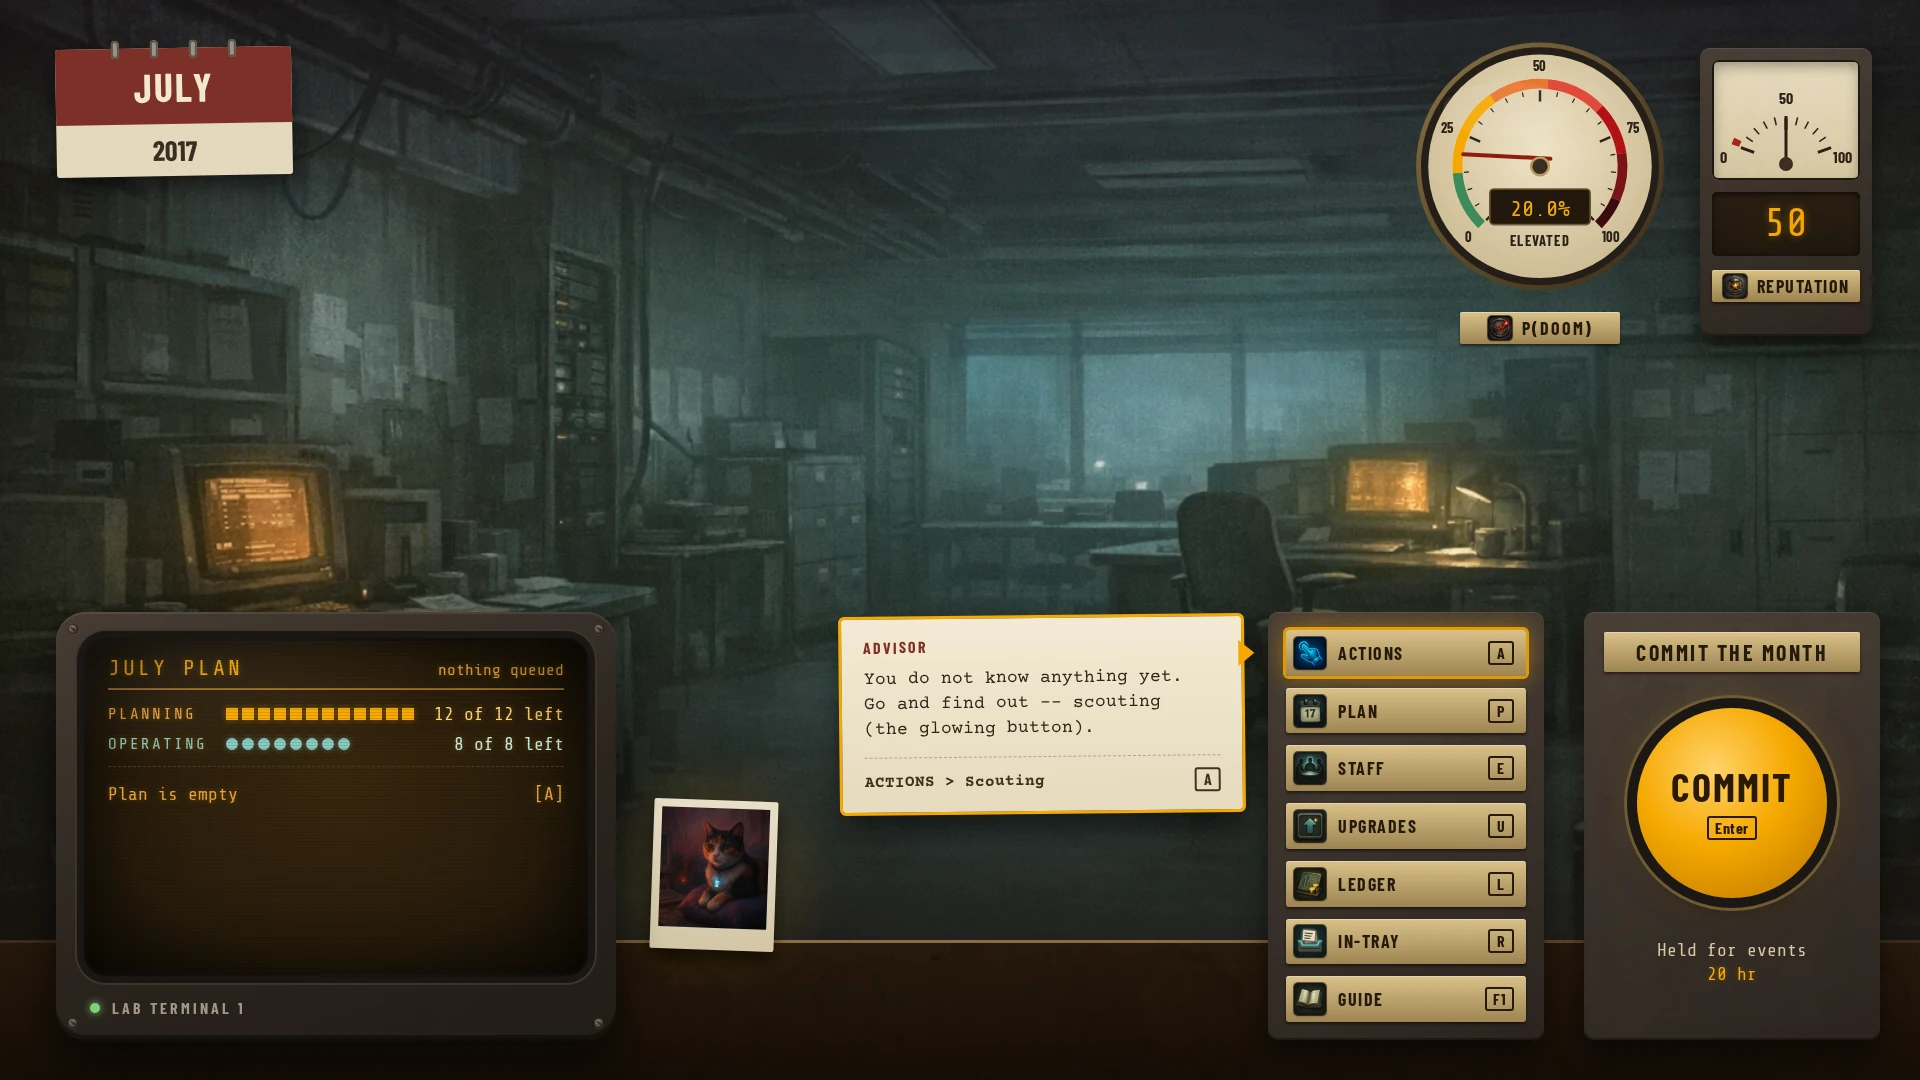 JULY
2017
50
25
75
0
100
20.0%
ELEVATED
P(DOOM)
50
0
100
50
REPUTATION
JULY PLAN
nothing queued
PLANNING
12 of 12 left
OPERATING
8 of 8 left
Plan is empty
[A]
LAB TERMINAL 1
ADVISOR
You do not know anything yet.
Go and find out -- scouting
(the glowing button).
ACTIONS > Scouting
A
ACTIONS
A
17
PLAN
P
STAFF
E
UPGRADES
U
LEDGER
L
IN-TRAY
R
GUIDE
F1
COMMIT THE MONTH
COMMIT
Enter
Held for events
20 hr